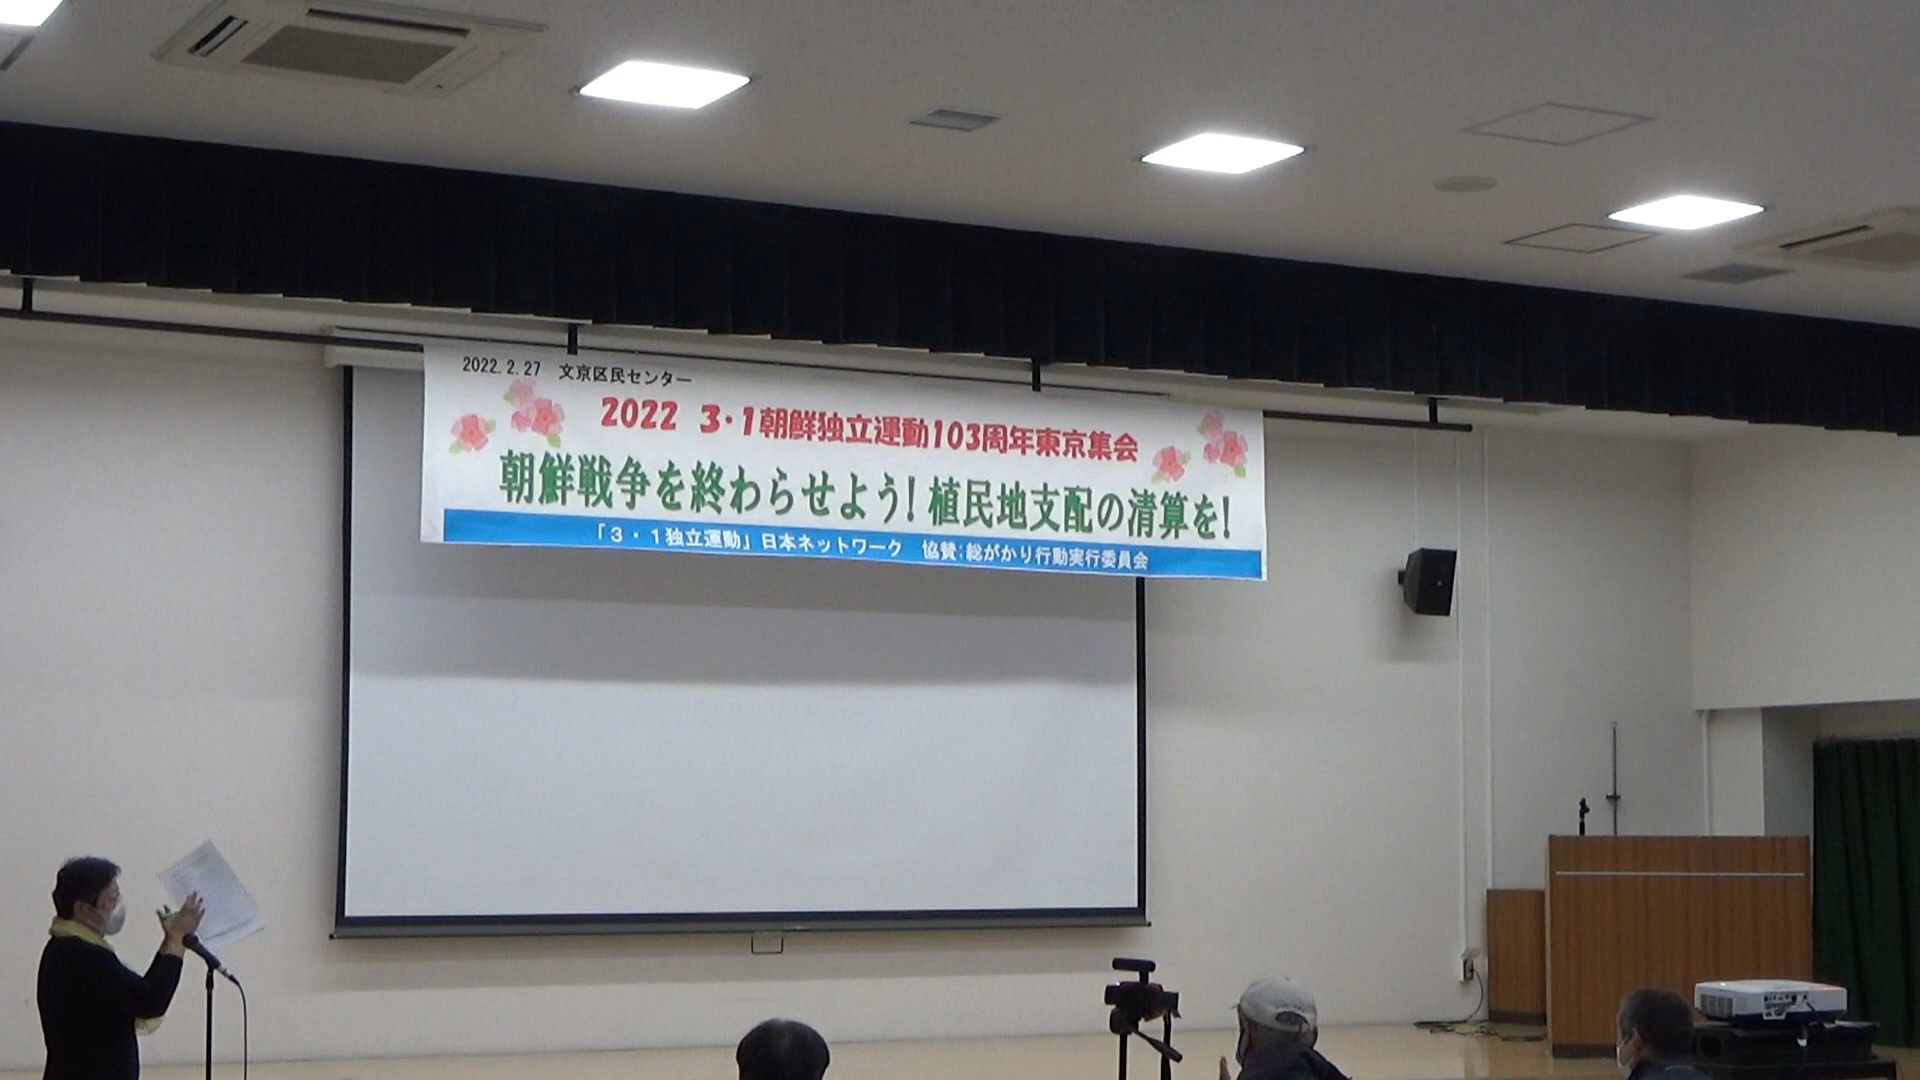 2022.2.27 文京区民センター
2022 3・1朝鮮独立運動103周年東京集会
朝鮮戦争を終わらせよう!植民地支配の清算を!
「3・1独立運動」日本ネットワーク 協賛:総がかり行動実行委員会